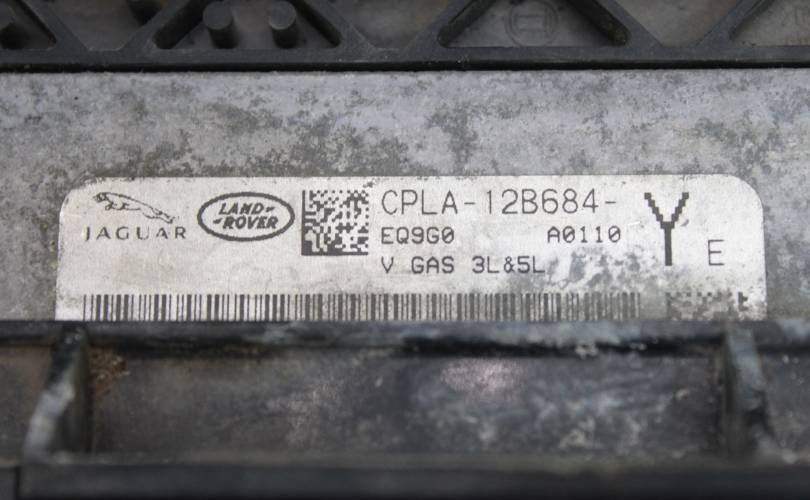 JAGUAR
LAND-
-ROVER
CPLA-12B684-
EQ9G0 A0110
Y E
V GAS 3L&5L